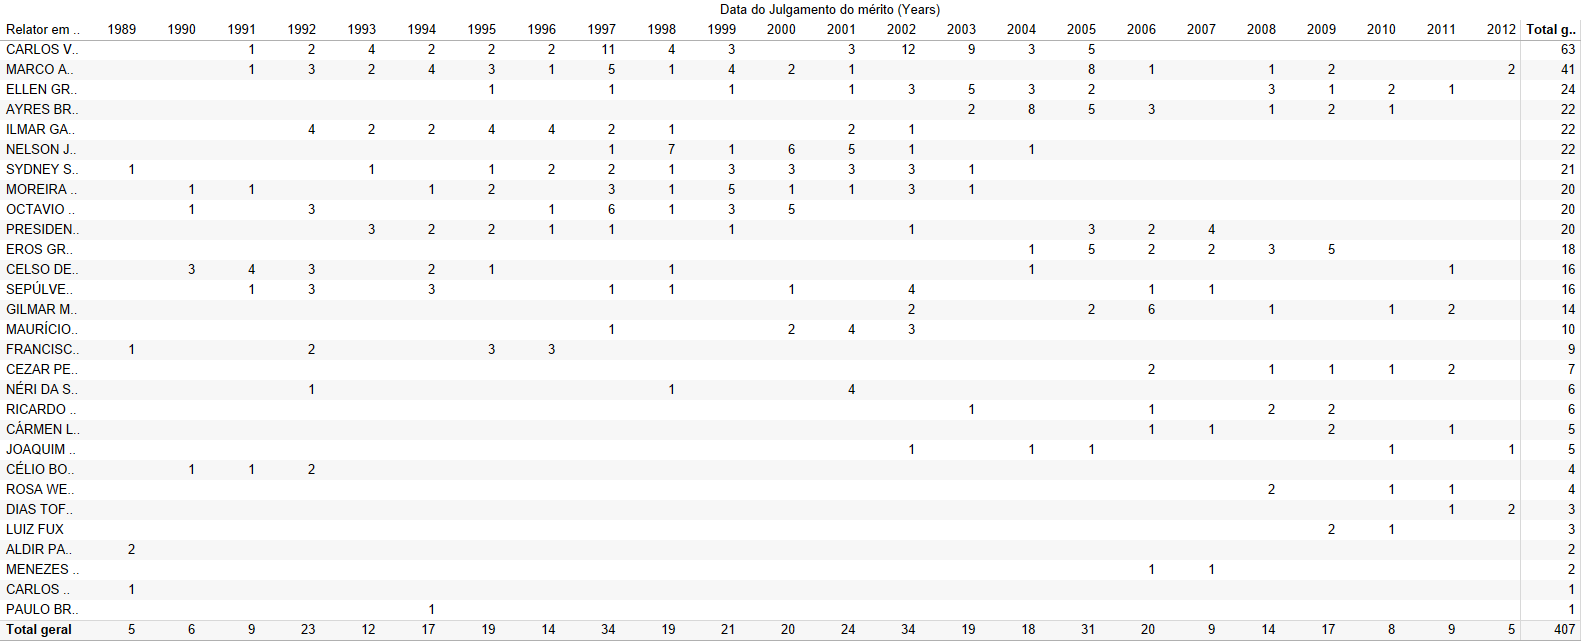 Data do Julgamento do mérito (Years)
Relator em .. 1989 1990 1991 1992 1993 1994 1995 1996 1997 1998 1999 2000 2001 2002 2003 2004 2005 2006 2007 2008 2009 2010 2011 2012 Total g..
CARLOS V.. 1 2 4 2 2 2 11 4 3 3 12 9 3 5 63
MARCO A.. 1 3 2 4 3 1 5 1 4 2 1 8 1 1 2 2 41
ELLEN GR.. 1 1 1 1 3 5 3 2 3 1 2 1 24
AYRES BR.. 2 8 5 3 1 2 1 22
ILMAR GA.. 4 2 2 4 4 2 1 2 1 22
NELSON J.. 1 7 1 6 5 1 1 22
SYDNEY S.. 1 1 1 2 2 1 3 3 3 3 1 21
MOREIRA .. 1 1 1 2 3 1 5 1 1 3 1 20
OCTAVIO .. 1 3 1 6 1 3 5 20
PRESIDEN.. 3 2 2 1 1 1 1 3 2 4 20
EROS GR.. 1 5 2 2 3 5 18
CELSO DE.. 3 4 3 2 1 1 1 1 16
SEPÚLVE.. 1 3 3 1 1 1 4 1 1 16
GILMAR M.. 2 2 6 1 1 2 14
MAURÍCIO.. 1 2 4 3 10
FRANCISC.. 1 2 3 3 9
CEZAR PE.. 2 1 1 1 2 7
NÉRI DA S.. 1 1 4 6
RICARDO .. 1 1 2 2 6
CÁRMEN L.. 1 1 2 1 5
JOAQUIM .. 1 1 1 1 1 5
CÉLIO BO.. 1 1 2 4
ROSA WE.. 2 1 1 4
DIAS TOF.. 1 2 3
LUIZ FUX 2 1 3
ALDIR PA.. 2 2
MENEZES .. 1 1 2
CARLOS .. 1 1
PAULO BR.. 1 1
Total geral 5 6 9 23 12 17 19 14 34 19 21 20 24 34 19 18 31 20 9 14 17 8 9 5 407